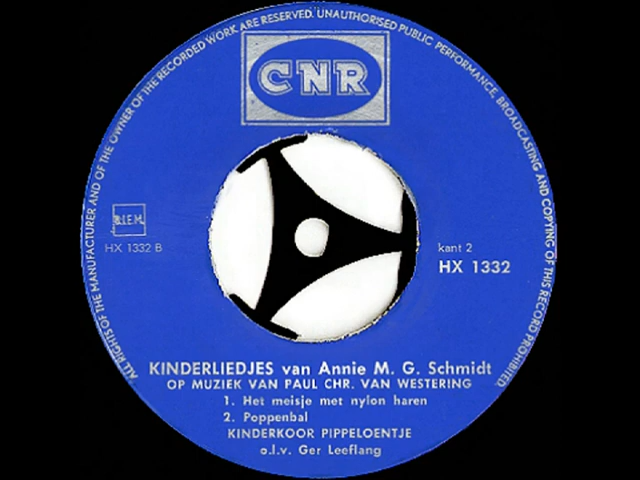 ALL RIGHTS OF THE MANUFACTURER AND OF THE OWNER OF THE RECORDED WORK ARE RESERVED. UNAUTHORISED PUBLIC PERFORMANCE, BROADCASTING AND COPYING OF THIS RECORD PROHIBITED
CNR
B.I.E.M.
HX 1332 B
kant 2
HX 1332
KINDERLIEDJES van Annie M. G. Schmidt
OP MUZIEK VAN PAUL CHR. VAN WESTERING
1. Het meisje met nylon haren
2. Poppenbal
KINDERKOOR PIPPELOENTJE
o.l.v. Ger Leeflang